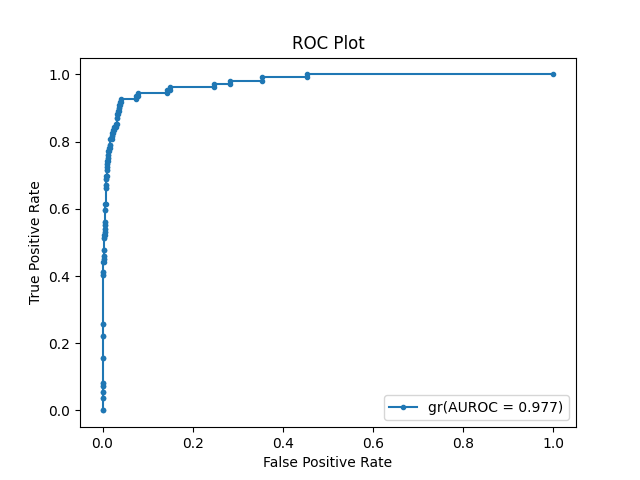 ROC Plot
1.0
0.8
0.6
0.4
0.2
0.0
True Positive Rate
gr(AUROC = 0.977)
0.0 0.2 0.4 0.6 0.8 1.0
False Positive Rate